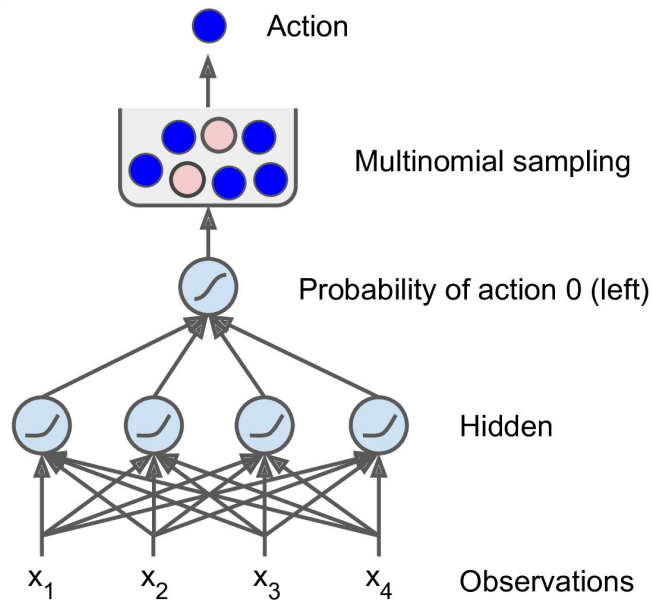 Action
Multinomial sampling
Probability of action 0 (left)
Hidden
x₁ x₂ x₃ x₄ Observations